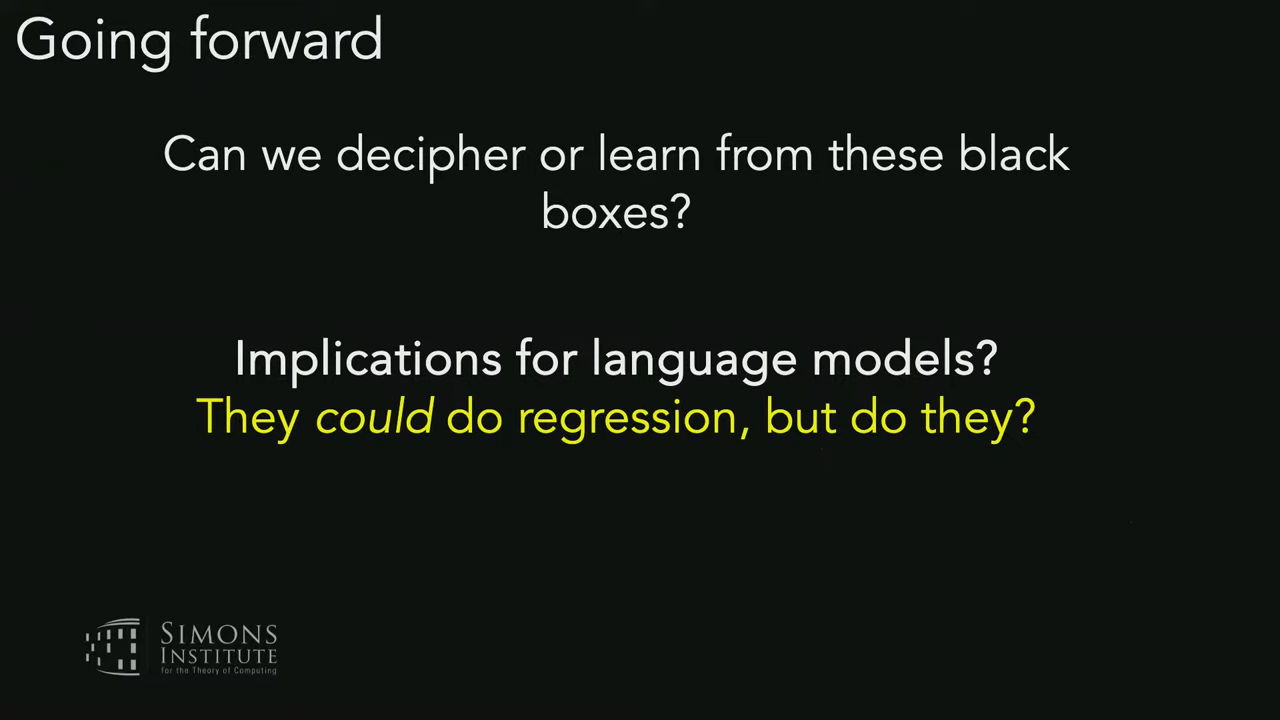 Going forward
Can we decipher or learn from these black
boxes?
Implications for language models?
They could do regression, but do they?
SIMONS
INSTITUTE
for the Theory of Computing